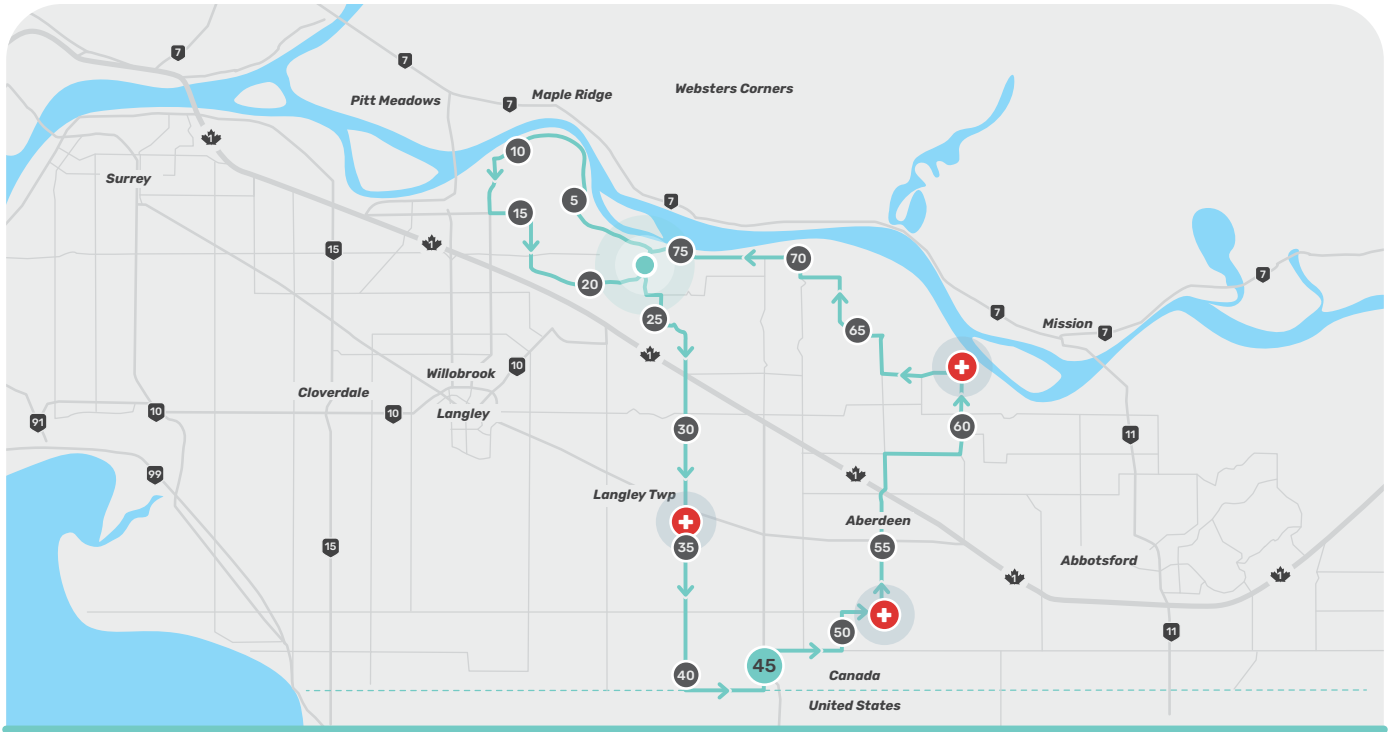 7
7
Pitt Meadows
7
Maple Ridge
Websters Corners
1
10
Surrey
5
7
15
15
1
75
70
7
20
25
7
Mission
7
65
1
10
Willobrook
Cloverdale
10
10
Langley
91
30
60
11
99
1
Langley Twp
Aberdeen
15
35
55
Abbotsford
1
1
50
11
45
40
Canada
United States